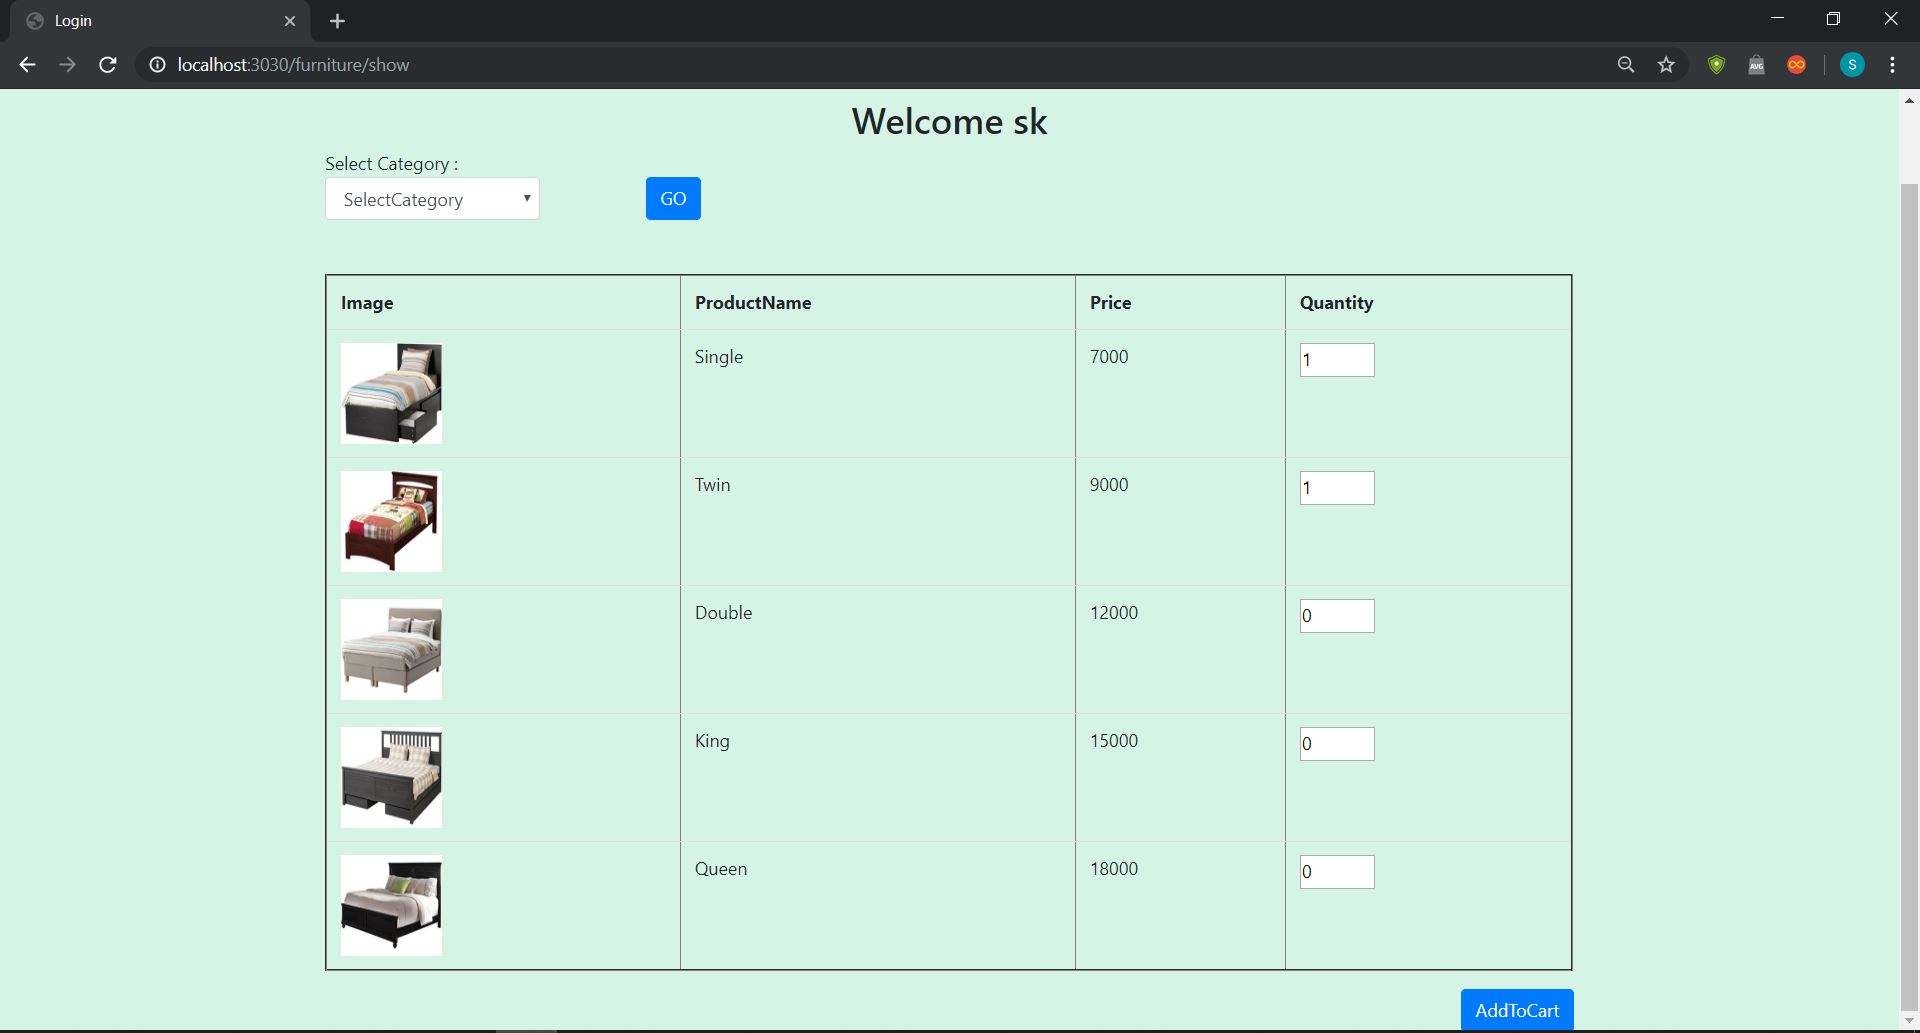 Login
localhost:3030/furniture/show
AVG
S
Welcome sk
Select Category :
SelectCategory
GO
Image ProductName Price Quantity
Single 7000 1
Twin 9000 1
Double 12000 0
King 15000 0
Queen 18000 0
AddToCart